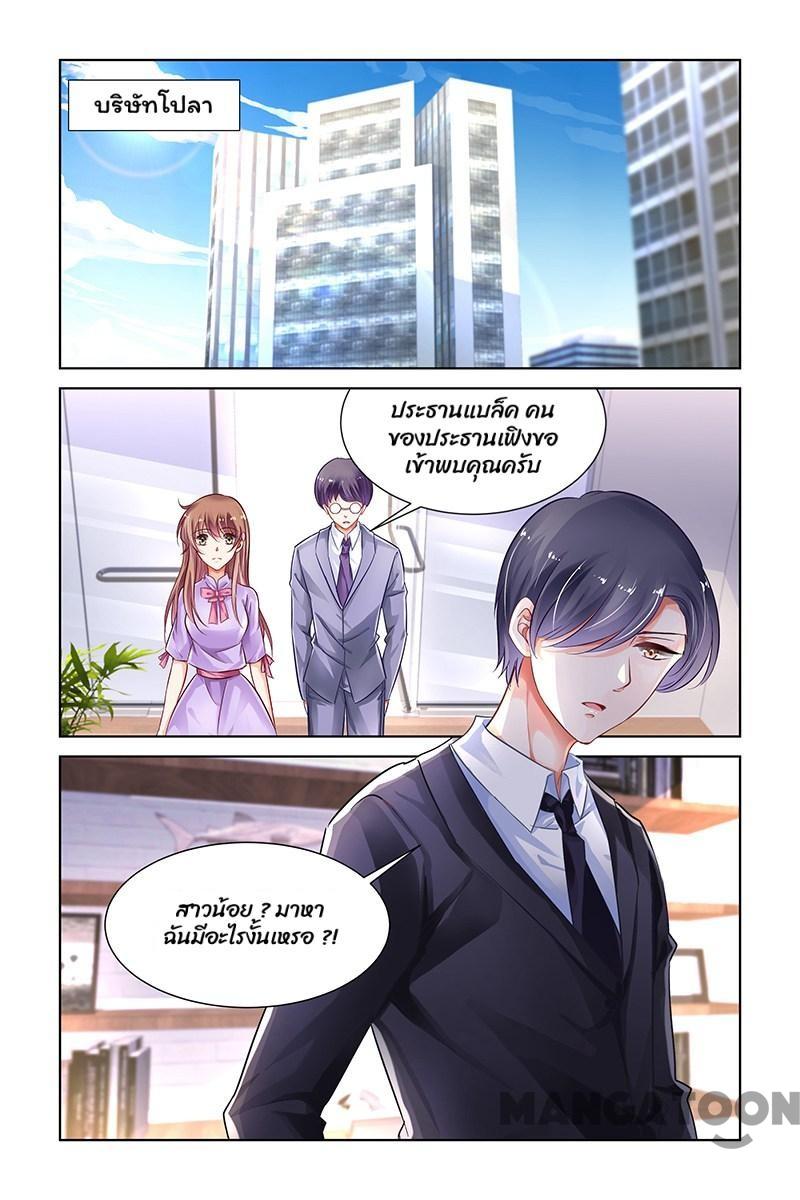 บริษัทโปลา
ประธานแบล็ค คน
ของประธานเฟิงขอ
เข้าพบคุณครับ
สาวน้อย ? มาหา
ฉันมีอะไรงั้นเหรอ ?!
MANGATOON